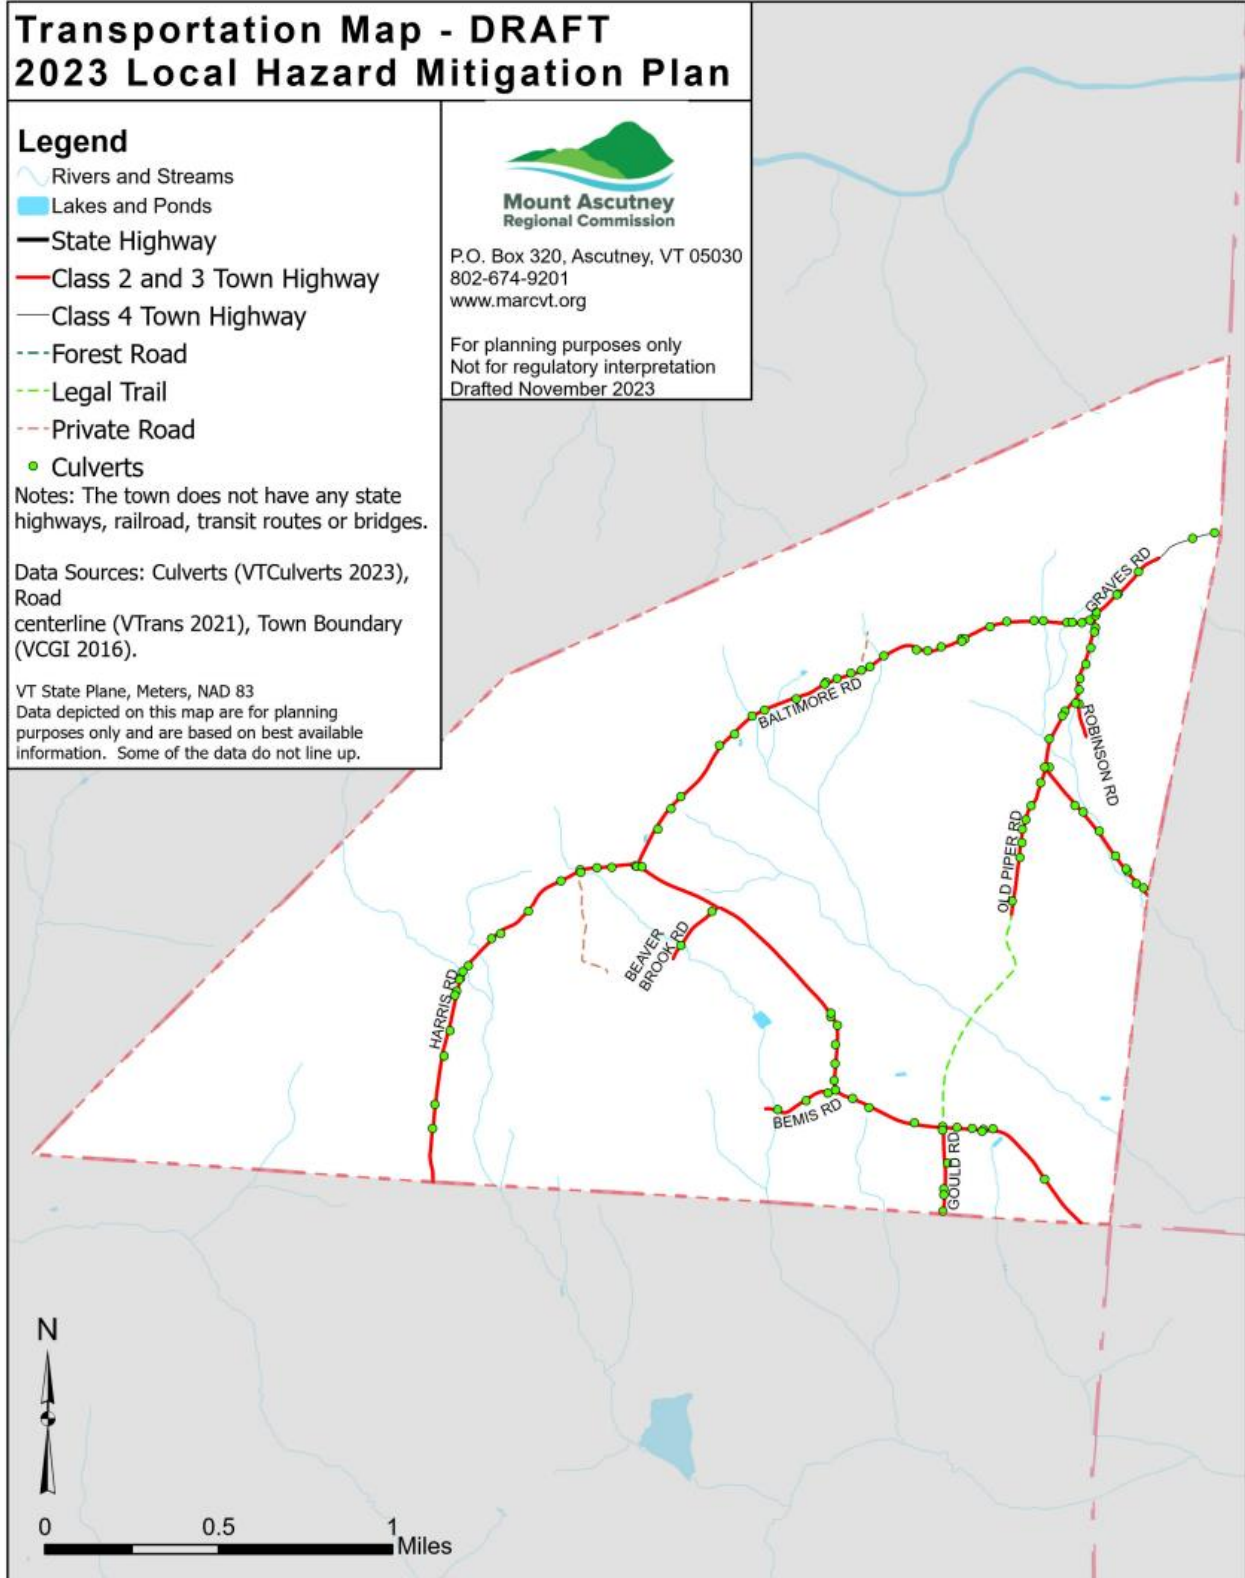 Transportation Map - DRAFT
2023 Local Hazard Mitigation Plan
Legend
Rivers and Streams
Lakes and Ponds
State Highway
Class 2 and 3 Town Highway
Class 4 Town Highway
Forest Road
Legal Trail
Private Road
Culverts
Notes: The town does not have any state
highways, railroad, transit routes or bridges.
Data Sources: Culverts (VTCulverts 2023),
Road
centerline (VTrans 2021), Town Boundary
(VCGI 2016).
VT State Plane, Meters, NAD 83
Data depicted on this map are for planning
purposes only and are based on best available
information. Some of the data do not line up.
Mount Ascutney
Regional Commission
P.O. Box 320, Ascutney, VT 05030
802-674-9201
www.marcvt.org
For planning purposes only
Not for regulatory interpretation
Drafted November 2023
GRAVES RD
BALTIMORE RD
ROBINSON RD
OLD PIPER RD
BEAVER
BROOK RD
HARRIS RD
BEMIS RD
GOULD RD
N
0 0.5 1
Miles